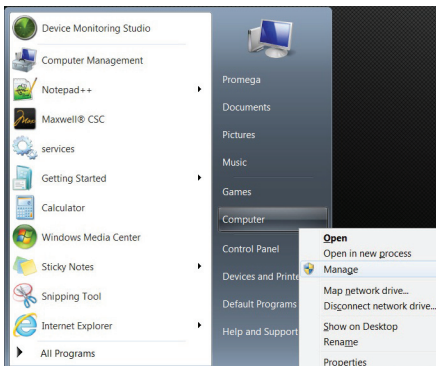 Device Monitoring Studio
Computer Management
Notepad++
Maxwell® CSC
services
Getting Started
Calculator
Windows Media Center
Sticky Notes
Snipping Tool
Internet Explorer
All Programs
Promega
Documents
Pictures
Music
Games
Computer
Control Panel
Devices and Printe
Default Programs
Help and Support
Open
Open in new process
Manage
Map network drive...
Disconnect network drive...
Show on Desktop
Rename
Properties